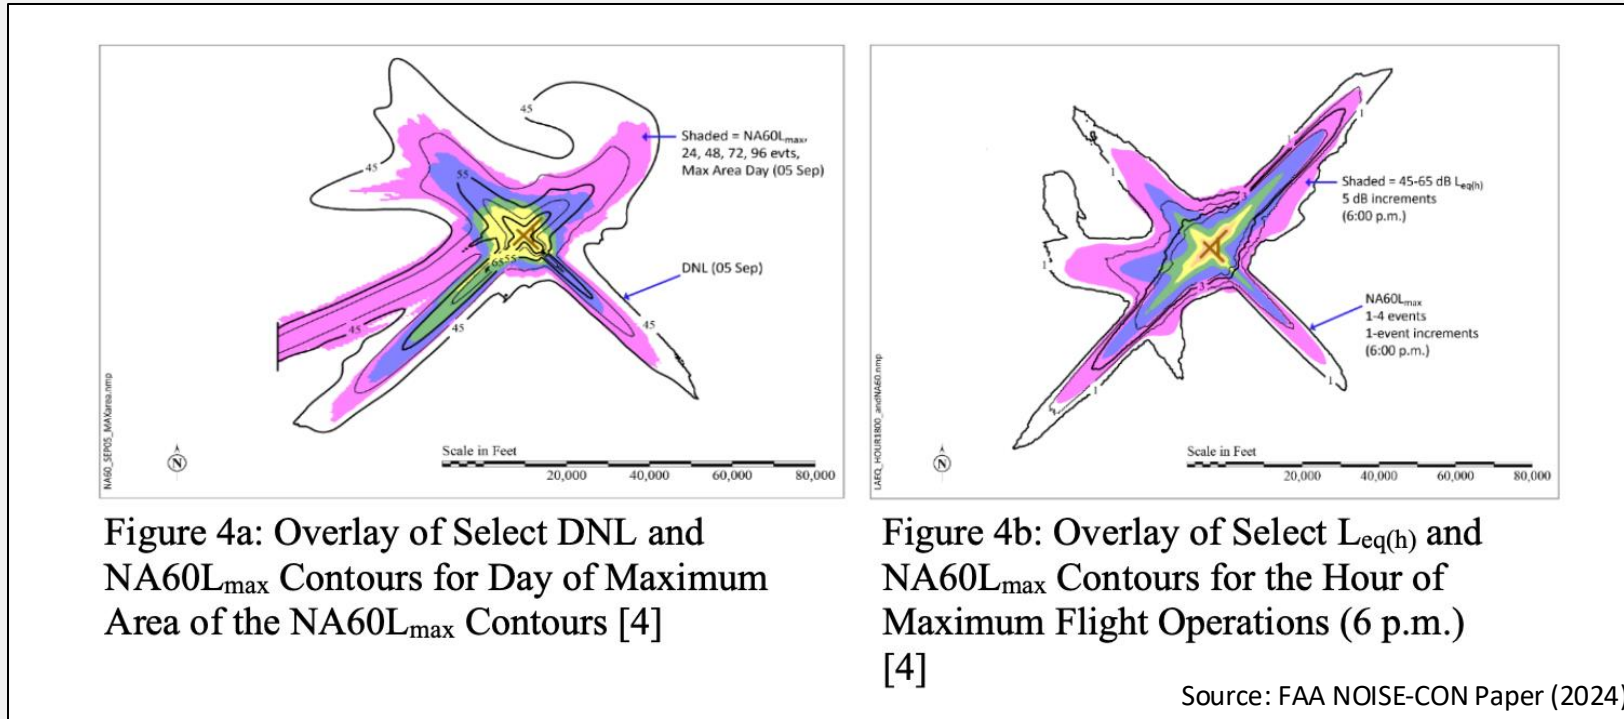 45
45
55
Shaded = NA60Lmax,
24, 48, 72, 96 evts,
Max Area Day (05 Sep)
DNL (05 Sep)
65
55
45
45
45
NA60_SEP05_MAXarea.nmp
N
Scale in Feet
20,000 40,000 60,000 80,000
Figure 4a: Overlay of Select DNL and
NA60Lmax Contours for Day of Maximum
Area of the NA60Lmax Contours [4]
1
1
1
1
Shaded = 45-65 dB Leq(h)
5 dB increments
(6:00 p.m.)
3
NA60Lmax
1-4 events
1-event increments
(6:00 p.m.)
1
1
LAEQ_HOUR1800_andNA60.nmp
N
Scale in Feet
20,000 40,000 60,000 80,000
Figure 4b: Overlay of Select Leq(h) and
NA60Lmax Contours for the Hour of
Maximum Flight Operations (6 p.m.)
[4]
Source: FAA NOISE-CON Paper (2024)